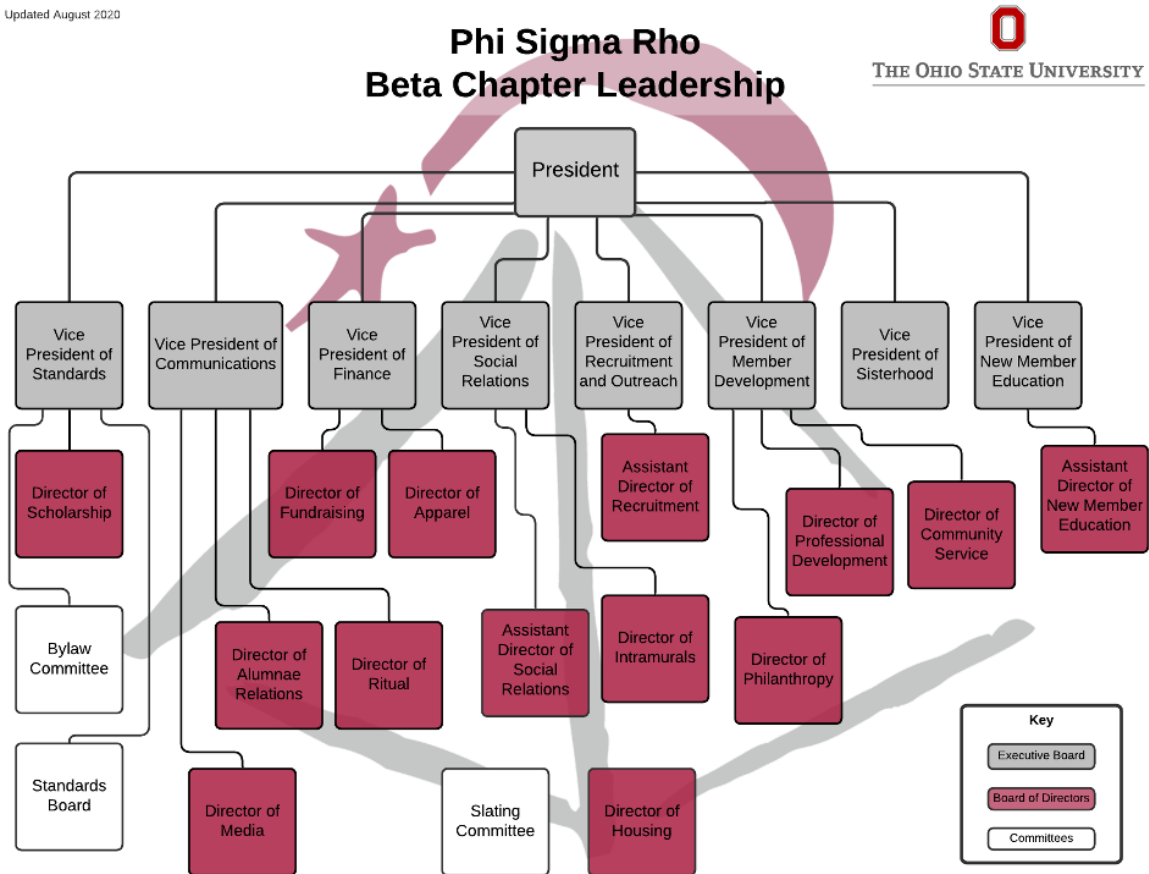 Updated August 2020
Phi Sigma Rho
Beta Chapter Leadership
O
THE OHIO STATE UNIVERSITY
President
Vice
President of
Standards
Vice President of
Communications
Vice
President of
Finance
Vice
President of
Social
Relations
Vice
President of
Recruitment
and Outreach
Vice
President of
Member
Development
Vice
President of
Sisterhood
Vice
President of
New Member
Education
Director of
Scholarship
Director of
Fundraising
Director of
Apparel
Assistant
Director of
Recruitment
Director of
Professional
Development
Director of
Community
Service
Assistant
Director of
New Member
Education
Bylaw
Committee
Director of
Alumnae
Relations
Director of
Ritual
Assistant
Director of
Social
Relations
Director of
Intramurals
Director of
Philanthropy
Standards
Board
Director of
Media
Slating
Committee
Director of
Housing
Key
Executive Board
Board of Directors
Committees